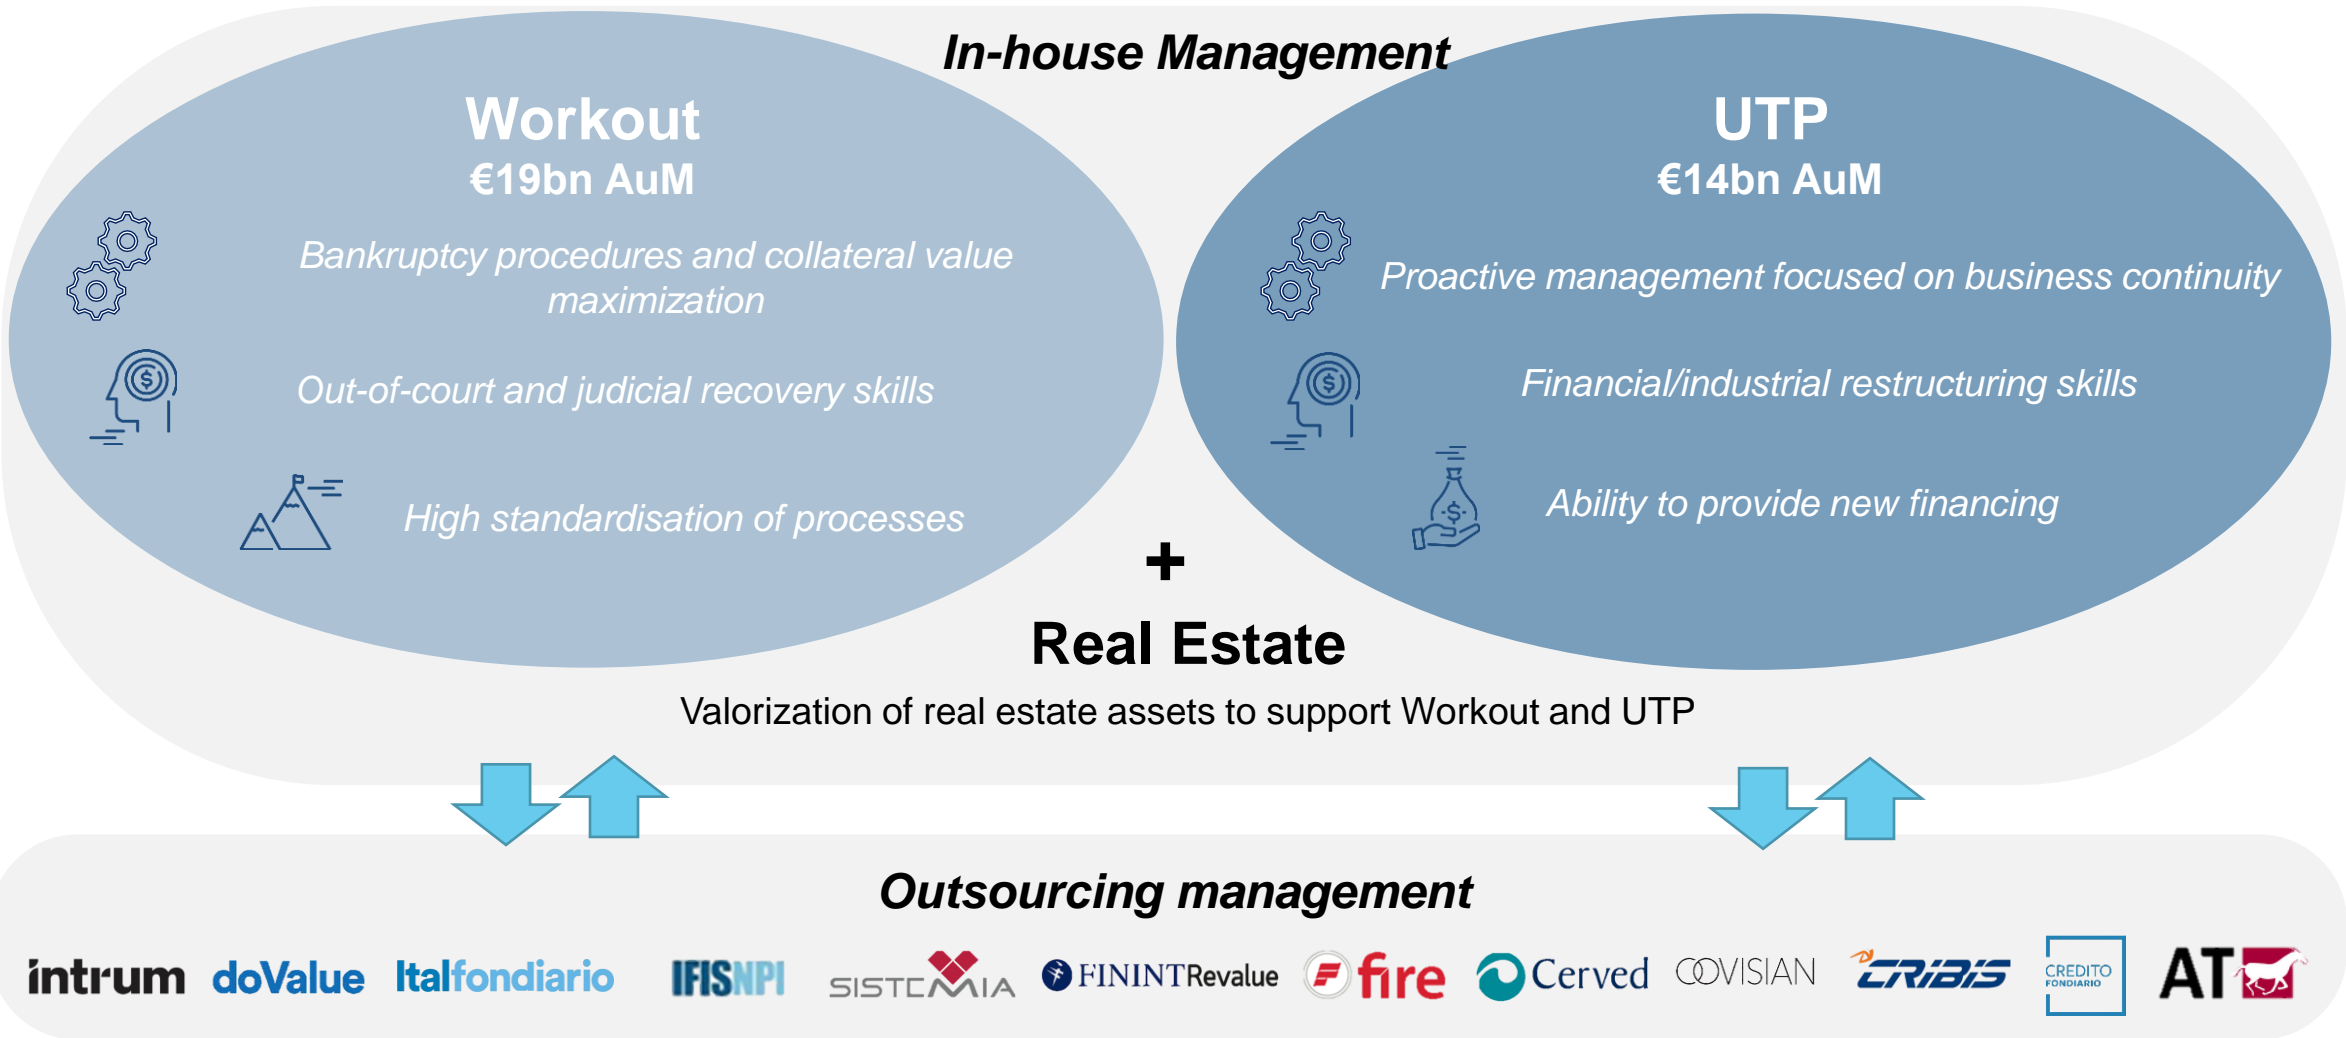 In-house Management
Workout
€19bn AuM
Bankruptcy procedures and collateral value
maximization
Out-of-court and judicial recovery skills
High standardisation of processes
UTP
€14bn AuM
Proactive management focused on business continuity
Financial/industrial restructuring skills
Ability to provide new financing
+
Real Estate
Valorization of real estate assets to support Workout and UTP
Outsourcing management
intrum
doValue
Italfondiario
IFISNPI
SISTEMIA
FININTRevalue
fire
Cerved
COVISIAN
CRiBiS
CREDITO
FONDIARIO
AT